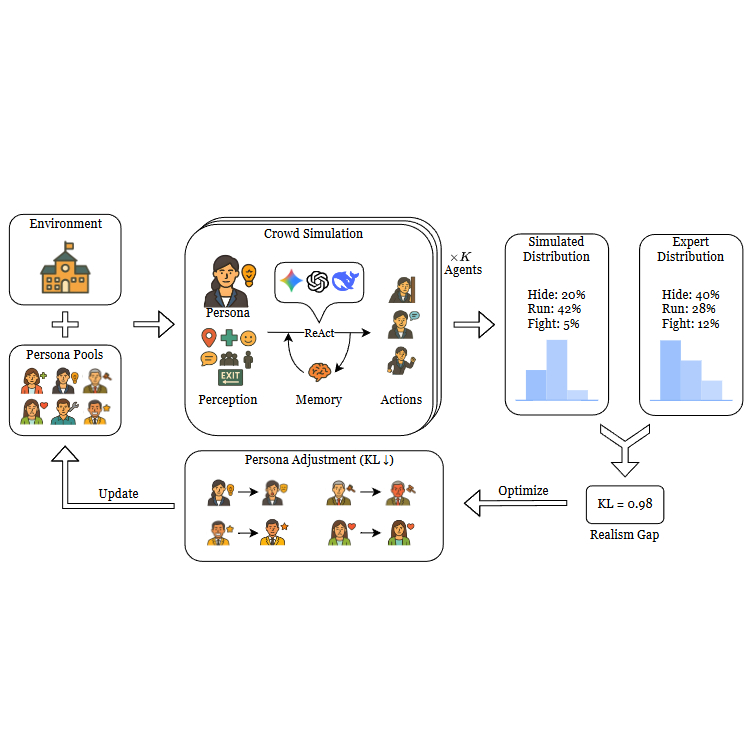 Environment
Persona Pools
Crowd Simulation
Persona
ReAct
EXIT
Perception
Memory
Actions
×K
Agents
Simulated
Distribution
Hide: 20%
Run: 42%
Fight: 5%
Expert
Distribution
Hide: 40%
Run: 28%
Fight: 12%
Persona Adjustment (KL ↓)
Update
Optimize
KL = 0.98
Realism Gap